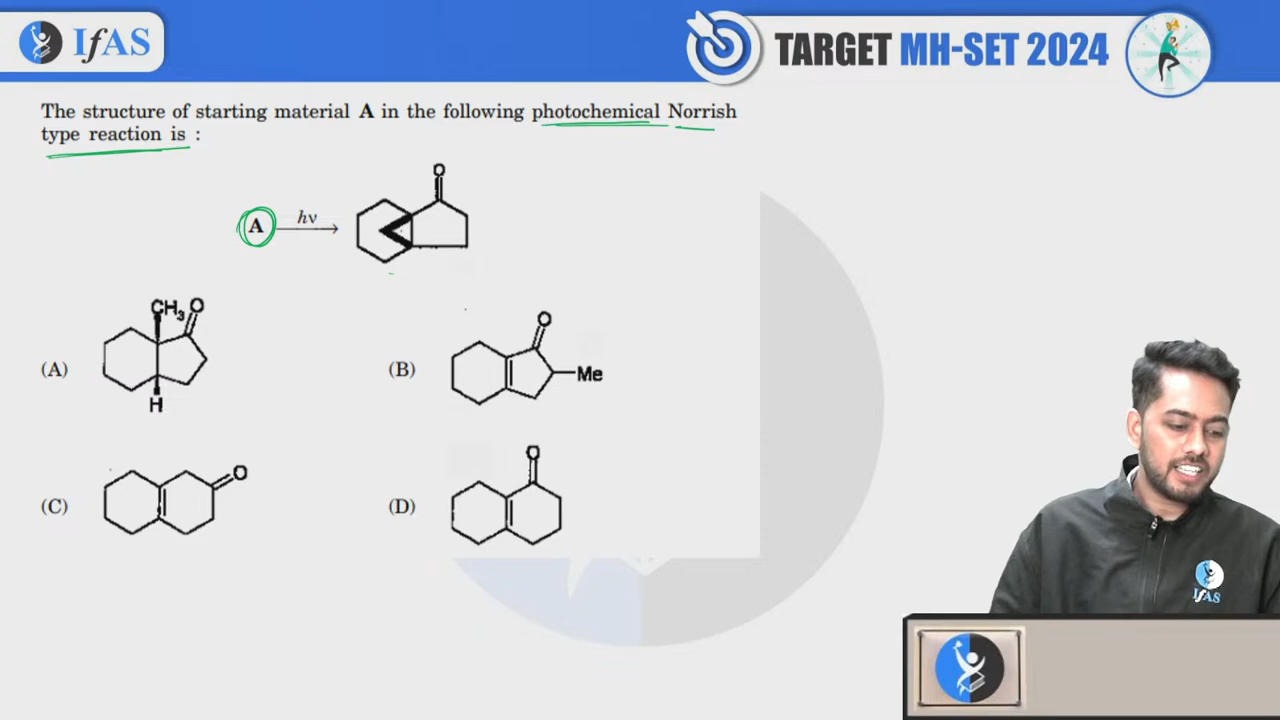 IfAS
TARGET MH-SET 2024
The structure of starting material A in the following photochemical Norrish
type reaction is :
O
A hν
CH₃ O
(A)
H
O
(B) Me
(C) O
O
(D)
IfAS